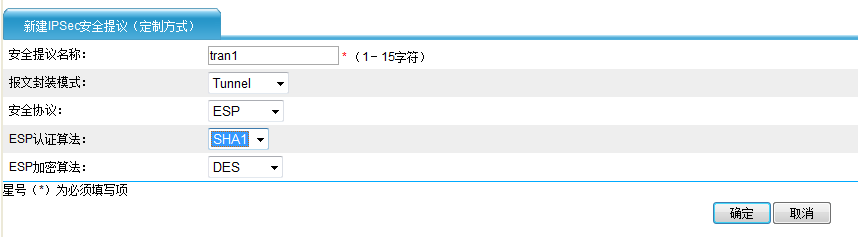 新建IPSec安全提议（定制方式）
安全提议名称： tran1 *（1－15字符）
报文封装模式： Tunnel
安全协议： ESP
ESP认证算法： SHA1
ESP加密算法： DES
星号（*）为必须填写项
确定 取消